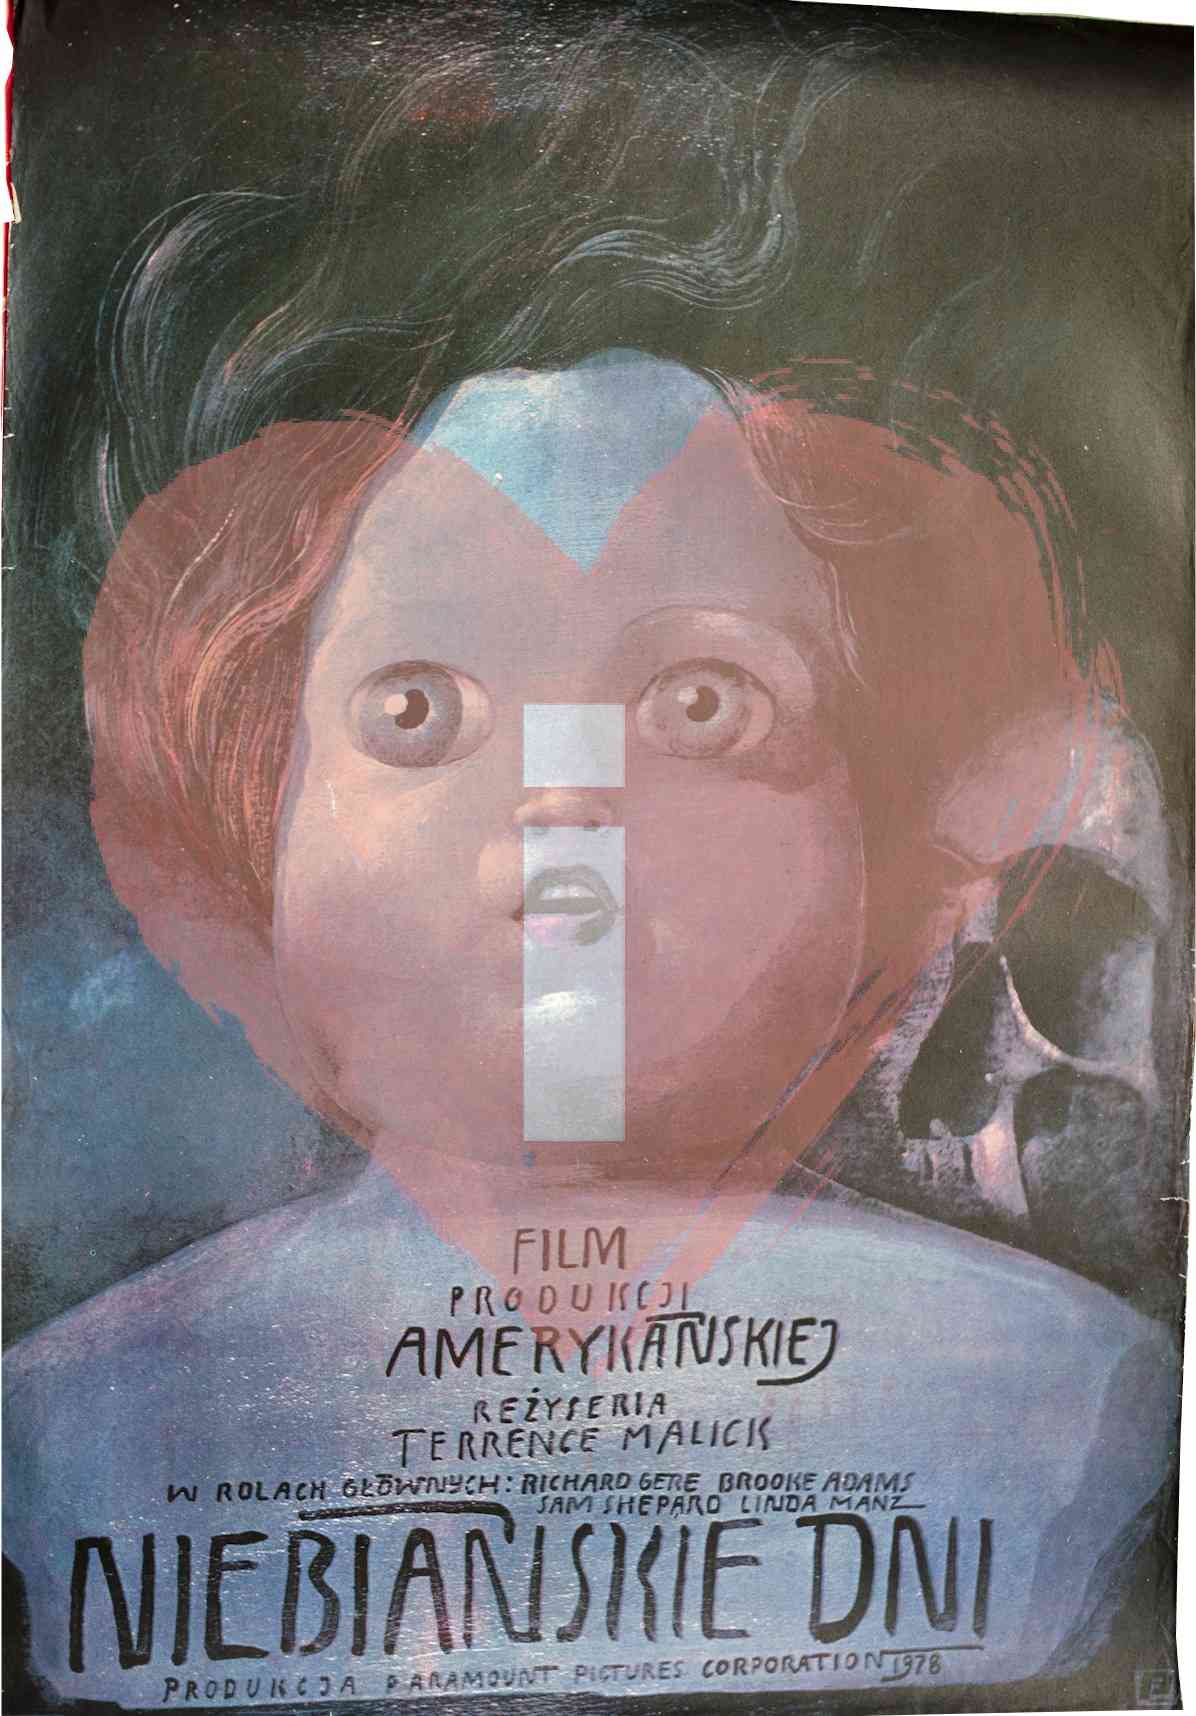 i
FILM
PRODUKCJI
AMERYKAŃSKIEJ
REŻYSERIA
TERRENCE MALICK
W ROLACH GŁÓWNYCH: RICHARD GERE BROOKE ADAMS
SAM SHEPARD LINDA MANZ
NIEBIAŃSKIE DNI
PRODUKCJA PARAMOUNT PICTURES CORPORATION 1978